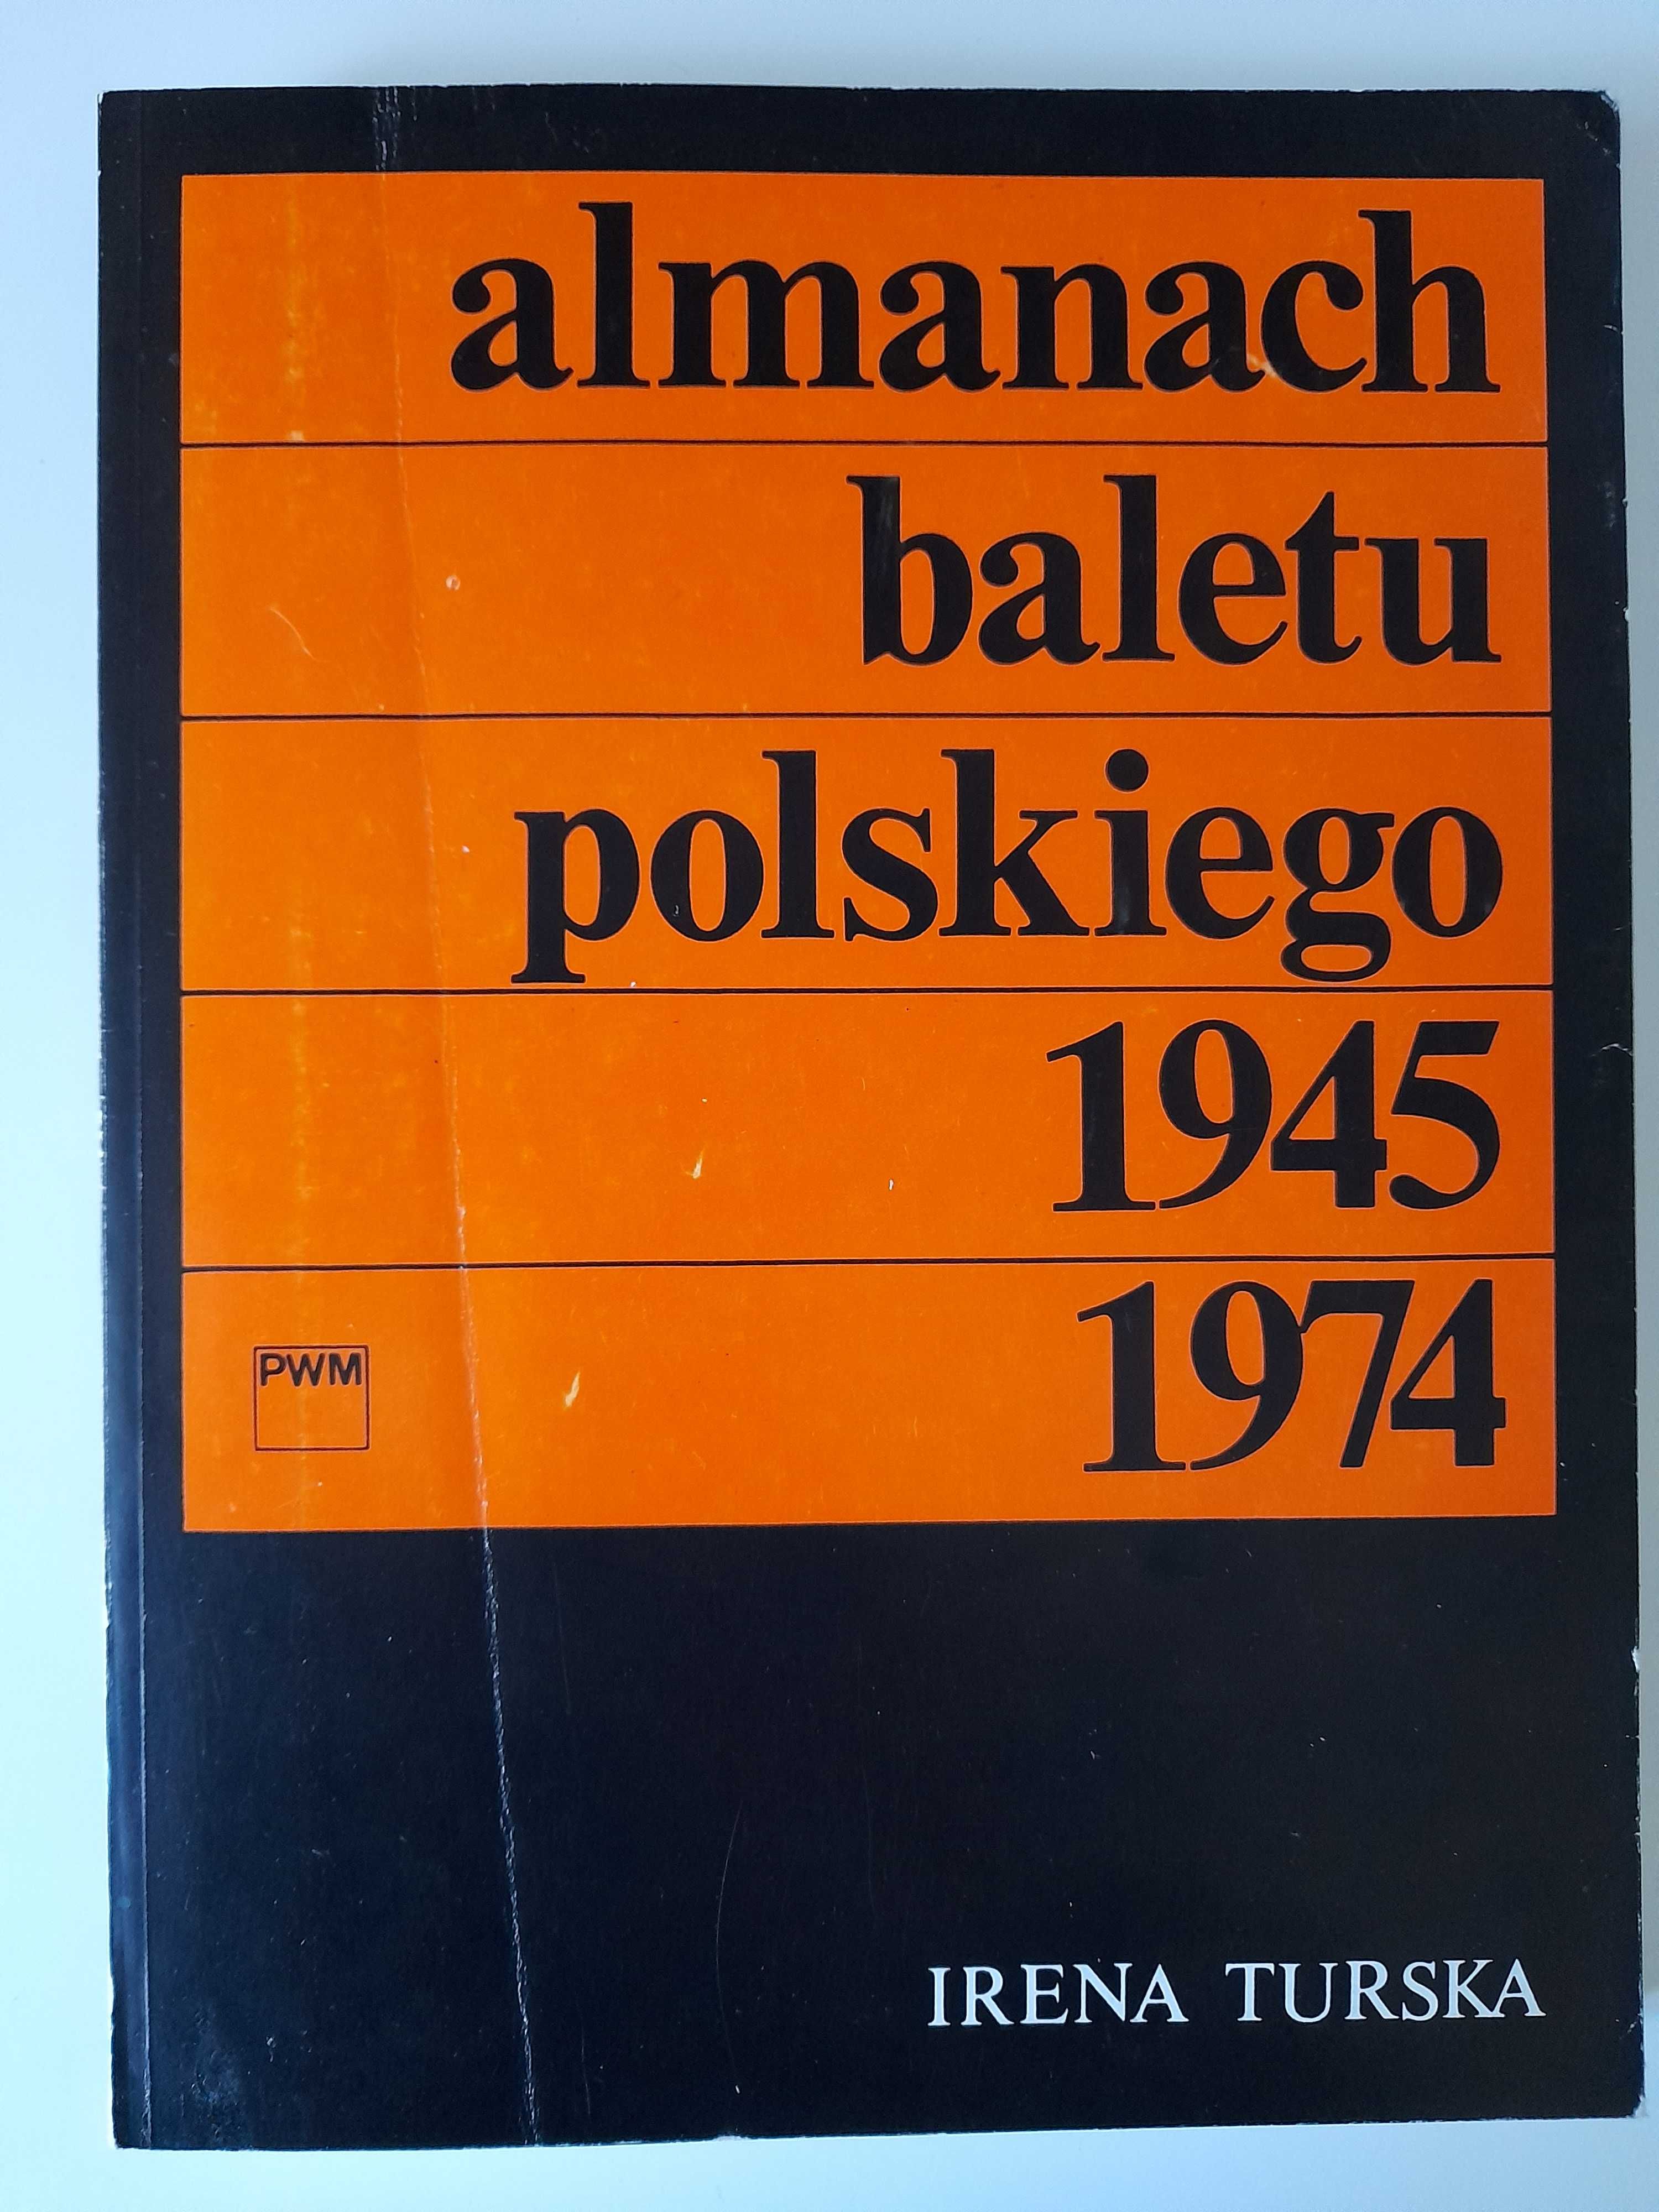 almanach
baletu
polskiego
1945
1974
PWM
IRENA TURSKA